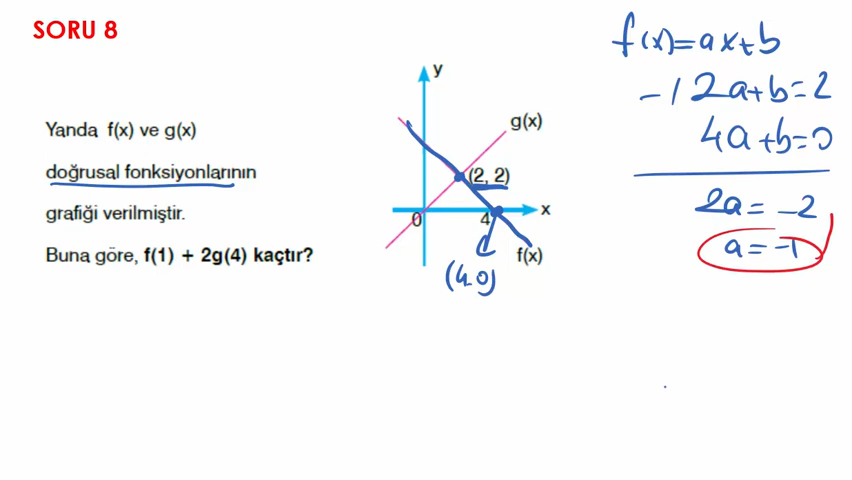 SORU 8
Yanda f(x) ve g(x)
doğrusal fonksiyonlarının
grafiği verilmiştir.
Buna göre, f(1) + 2g(4) kaçtır?
y
g(x)
(2, 2)
0
4
x
f(x)
(4,0)
f(x)=ax+b
-1 2a+b=2
4a+b=0
2a=-2
a=-1